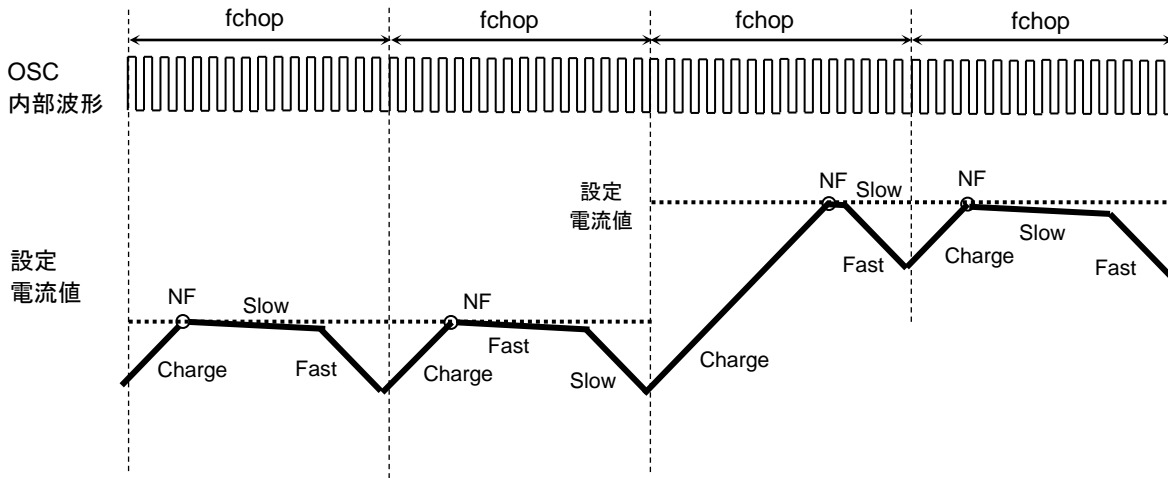 fchop fchop fchop fchop
OSC
内部波形
設定
電流値
NF Slow NF
Slow
Charge
Fast
Charge
Fast
設定
電流値
NF
Slow
Charge
Fast
NF
Fast
Charge
Slow
Charge